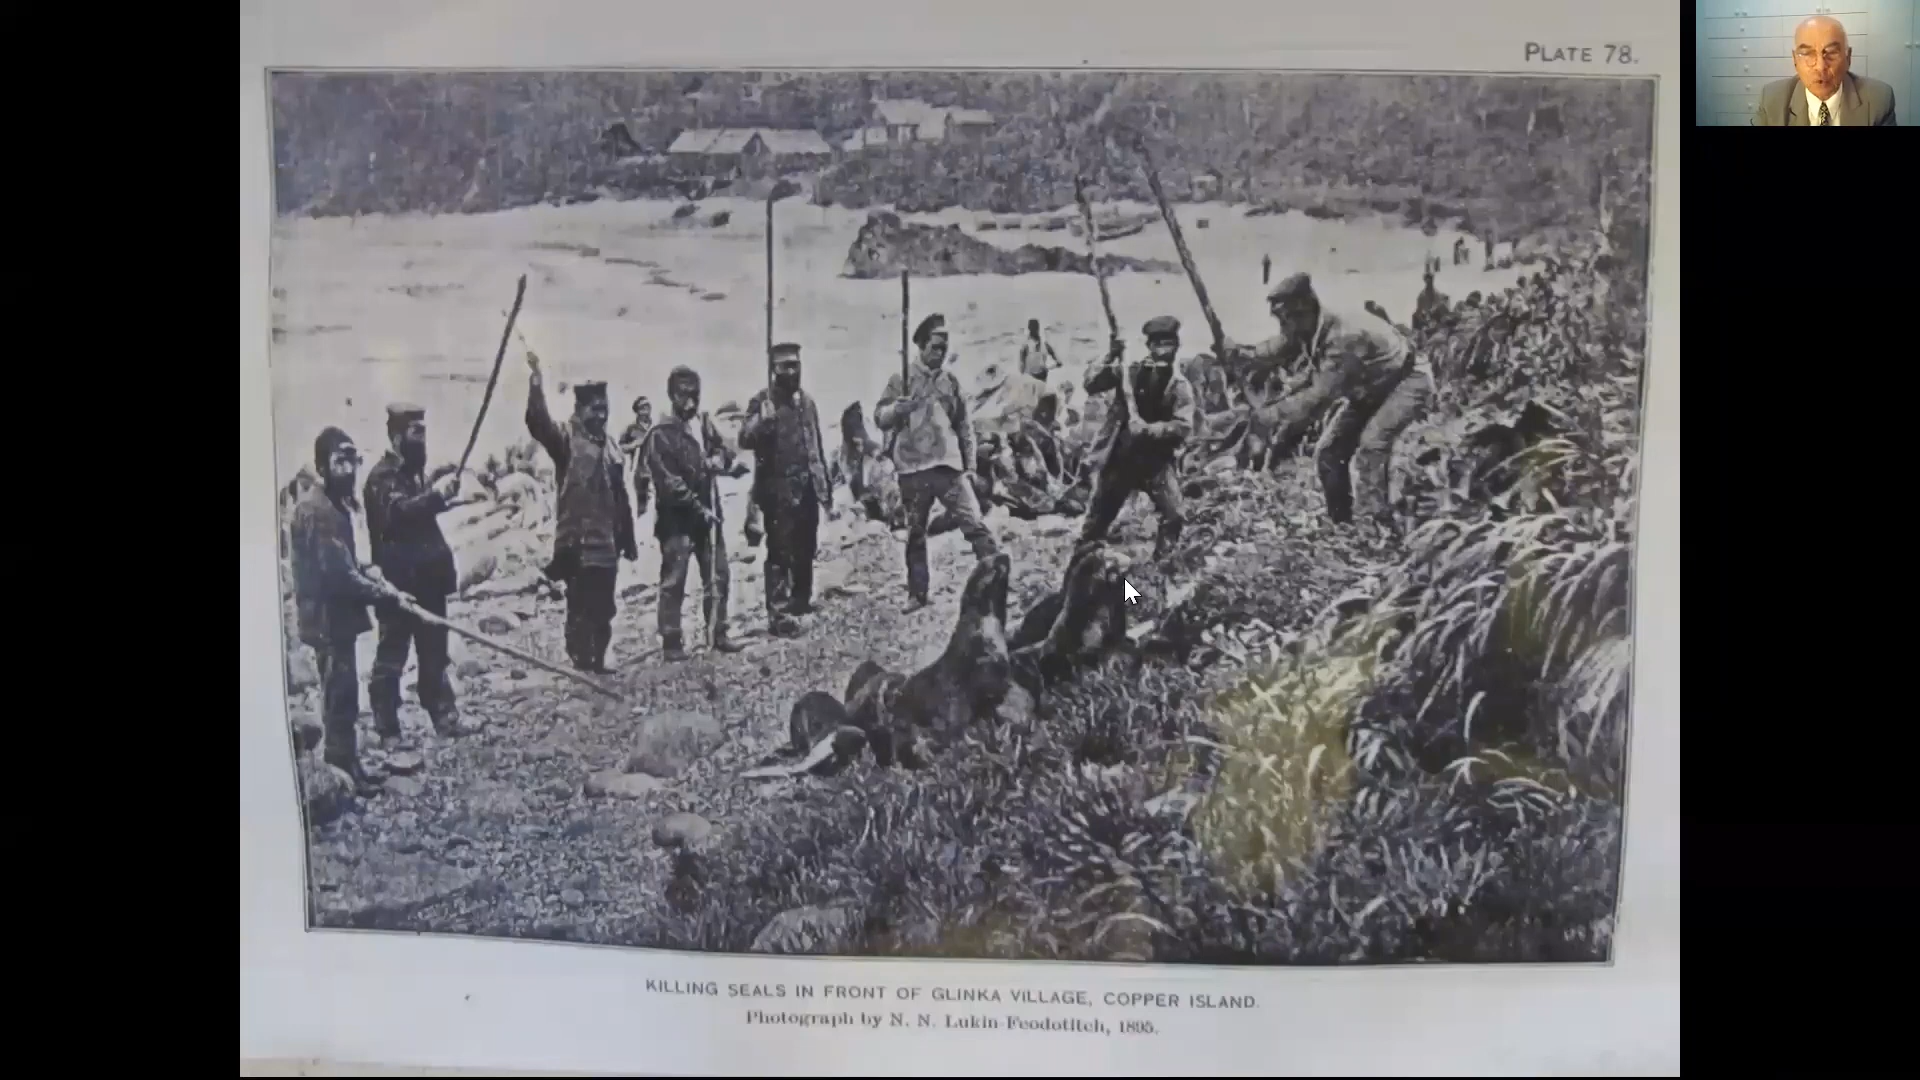 PLATE 78.
KILLING SEALS IN FRONT OF GLINKA VILLAGE, COPPER ISLAND.
Photograph by N. N. Lukin-Feodotitch, 1895.